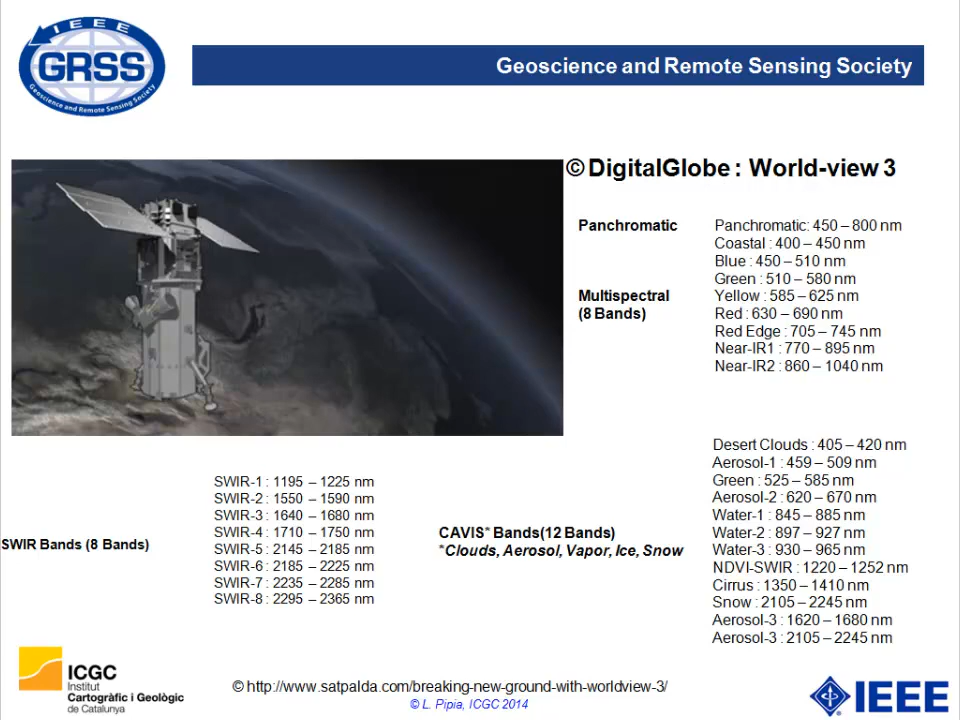 IEEE
GRSS
Geoscience and Remote Sensing Society
Geoscience and Remote Sensing Society
© DigitalGlobe : World-view 3
Panchromatic
Panchromatic: 450 – 800 nm
Coastal : 400 – 450 nm
Blue : 450 – 510 nm
Green : 510 – 580 nm
Multispectral
(8 Bands)
Yellow : 585 – 625 nm
Red : 630 – 690 nm
Red Edge : 705 – 745 nm
Near-IR1 : 770 – 895 nm
Near-IR2 : 860 – 1040 nm
SWIR Bands (8 Bands)
SWIR-1 : 1195 – 1225 nm
SWIR-2 : 1550 – 1590 nm
SWIR-3 : 1640 – 1680 nm
SWIR-4 : 1710 – 1750 nm
SWIR-5 : 2145 – 2185 nm
SWIR-6 : 2185 – 2225 nm
SWIR-7 : 2235 – 2285 nm
SWIR-8 : 2295 – 2365 nm
CAVIS* Bands(12 Bands)
*Clouds, Aerosol, Vapor, Ice, Snow
Desert Clouds : 405 – 420 nm
Aerosol-1 : 459 – 509 nm
Green : 525 – 585 nm
Aerosol-2 : 620 – 670 nm
Water-1 : 845 – 885 nm
Water-2 : 897 – 927 nm
Water-3 : 930 – 965 nm
NDVI-SWIR : 1220 – 1252 nm
Cirrus : 1350 – 1410 nm
Snow : 2105 – 2245 nm
Aerosol-3 : 1620 – 1680 nm
Aerosol-3 : 2105 – 2245 nm
ICGC
Institut
Cartogràfic i Geològic
de Catalunya
© http://www.satpalda.com/breaking-new-ground-with-worldview-3/
© L. Pipia, ICGC 2014
IEEE